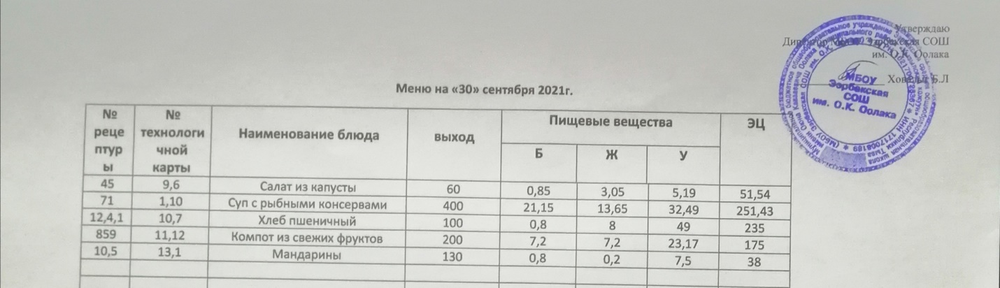 Утверждаю
Директор МБОУ Эрбекская СОШ
им. О.К. Оолака
Б.Л
МБОУ
Ээрбекская
СОШ
им. О.К. Оолака
Меню на «30» сентября 2021г.
№ рецептуры № технологической карты Наименование блюда выход Пищевые вещества ЭЦ
Б Ж У
45 9,6 Салат из капусты 60 0,85 3,05 5,19 51,54
71 1,10 Суп с рыбными консервами 400 21,15 13,65 32,49 251,43
12,4,1 10,7 Хлеб пшеничный 100 0,8 8 49 235
859 11,12 Компот из свежих фруктов 200 7,2 7,2 23,17 175
10,5 13,1 Мандарины 130 0,8 0,2 7,5 38